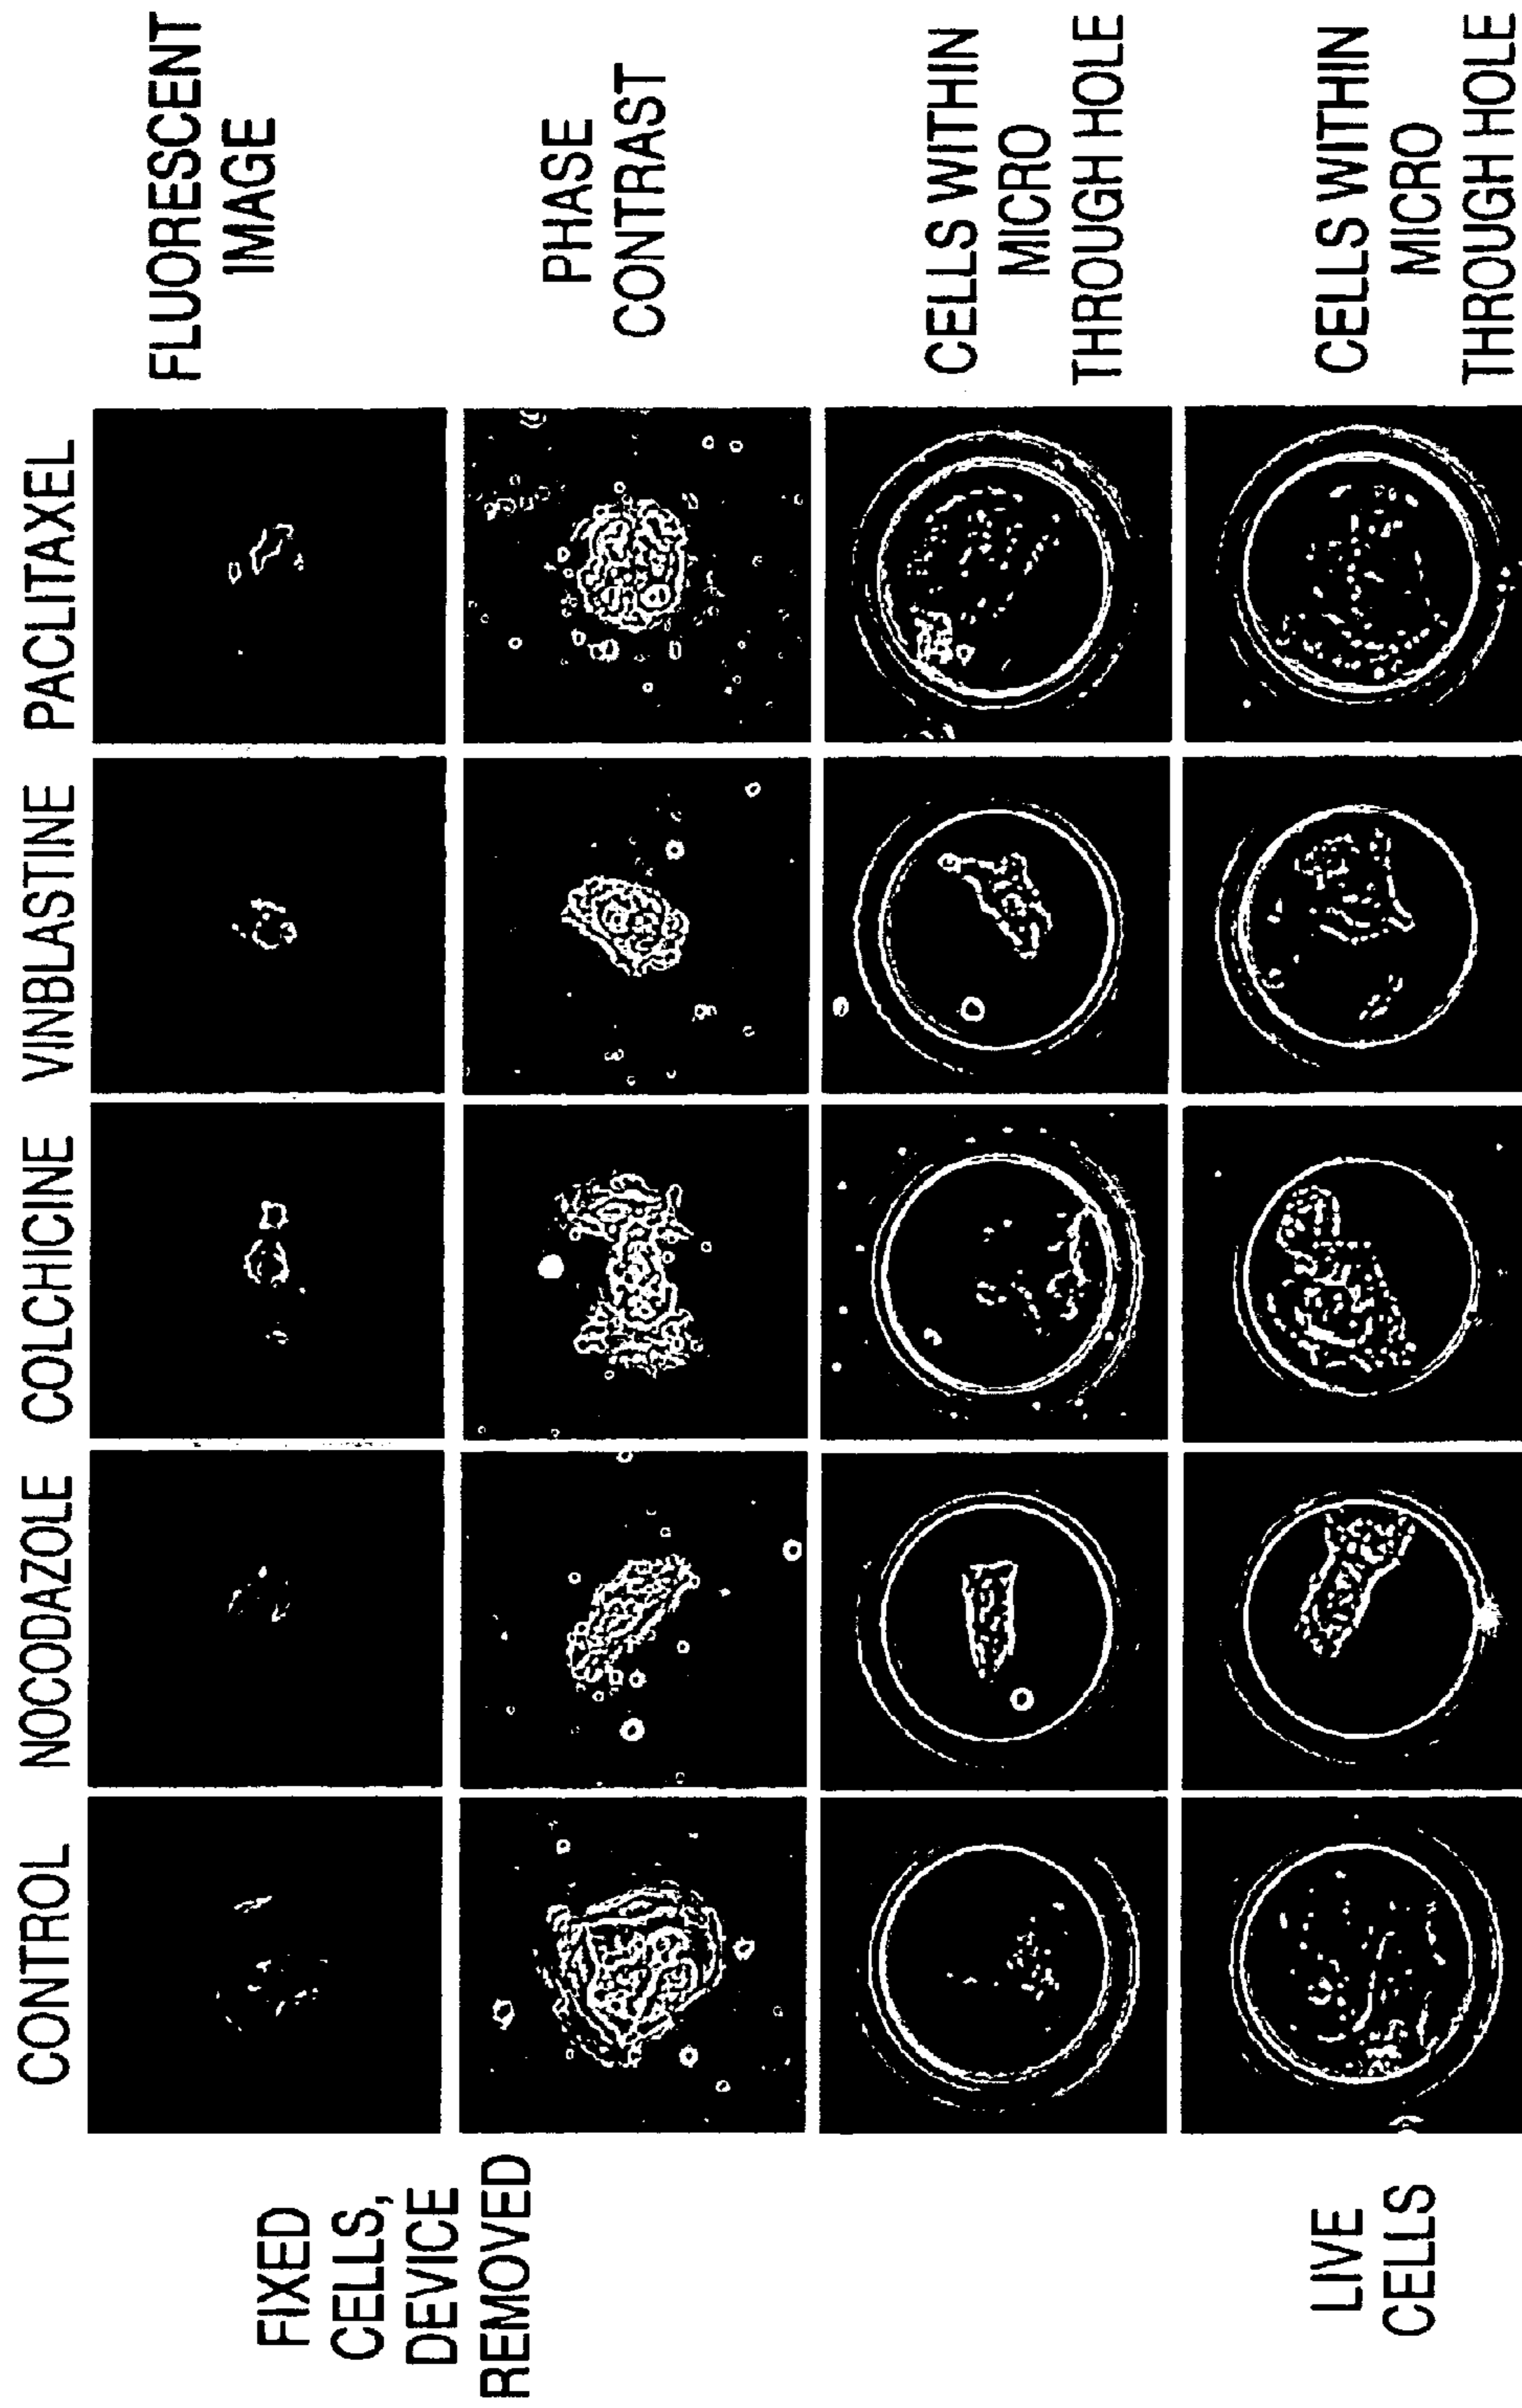 CONTROL NOCODAZOLE COLCHICINE VINBLASTINE PACLITAXEL
FIXED
CELLS,
DEVICE
REMOVED
FLUORESCENT
IMAGE
PHASE
CONTRAST
CELLS WITHIN
MICRO
THROUGH HOLE
LIVE
CELLS
CELLS WITHIN
MICRO
THROUGH HOLE